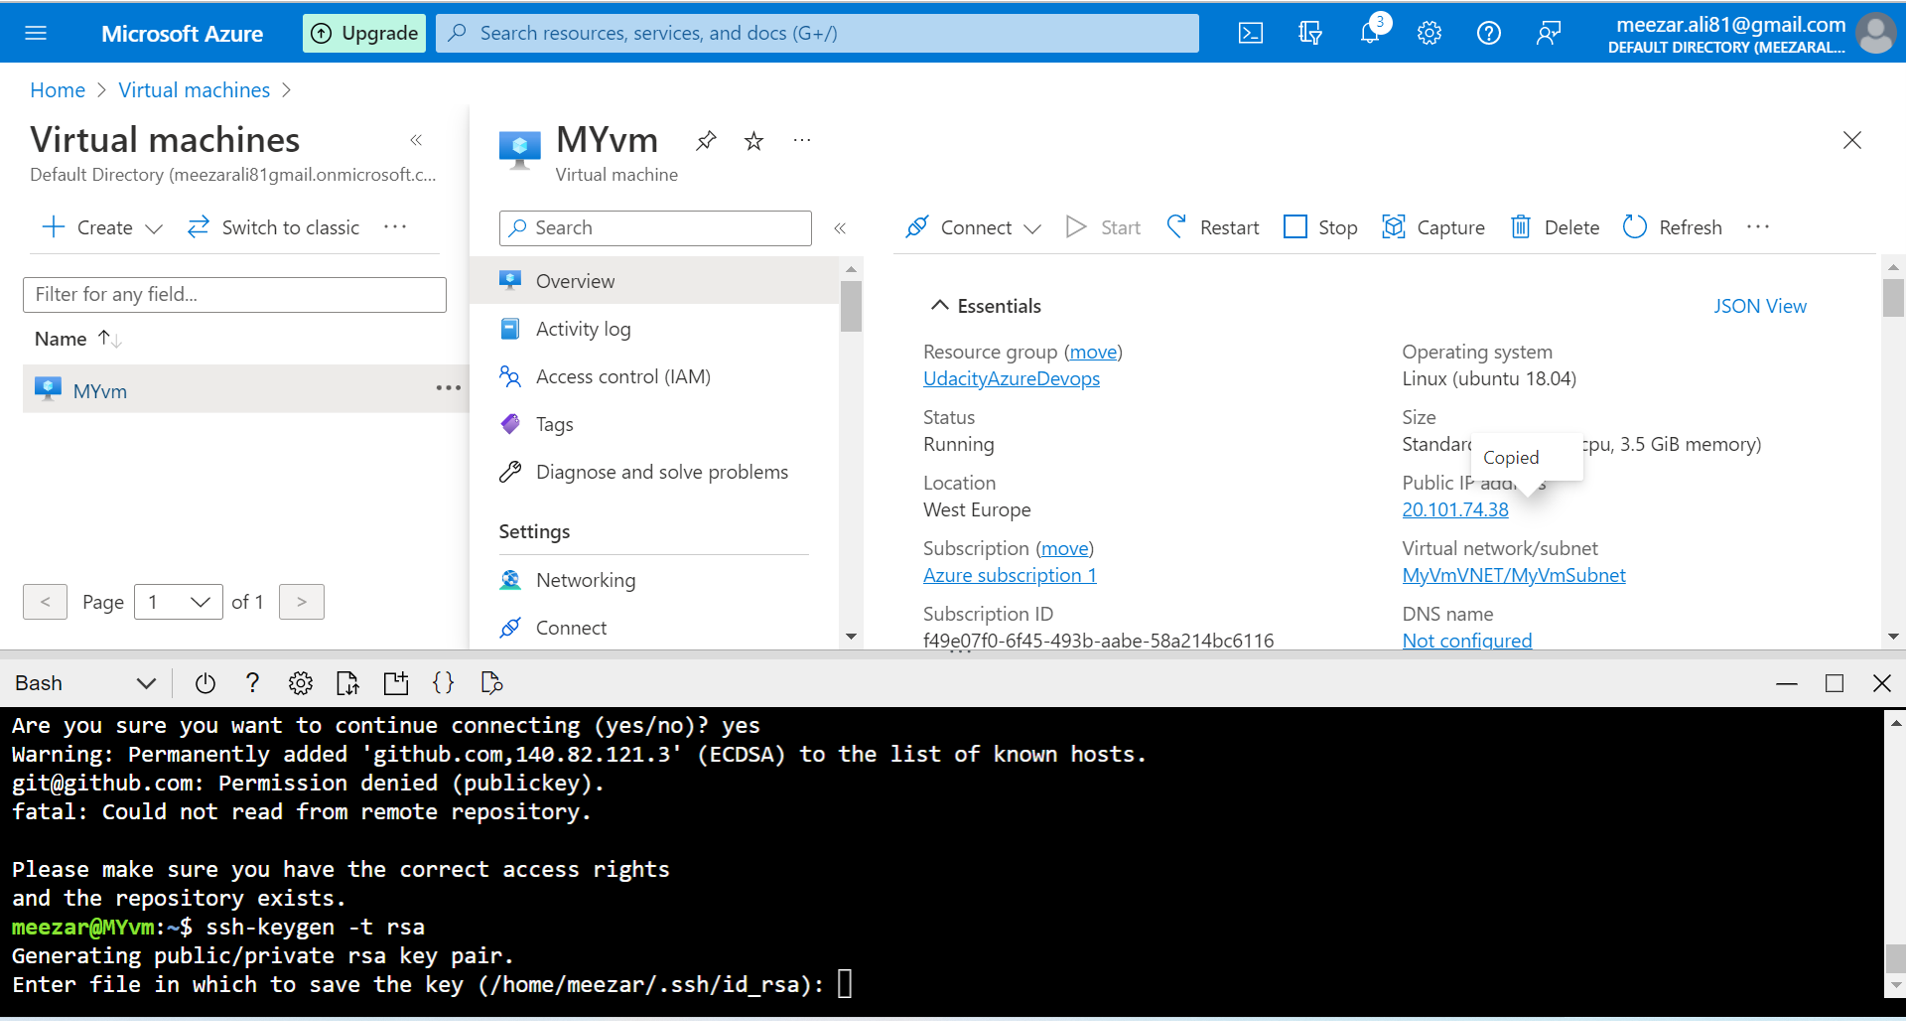 Microsoft Azure
Upgrade
Search resources, services, and docs (G+/)
3
meezar.ali81@gmail.com
DEFAULT DIRECTORY (MEEZARAL...
Home > Virtual machines >
Virtual machines
Default Directory (meezarali81gmail.onmicrosoft.c...
Create
Switch to classic
Filter for any field...
Name
MYvm
< Page 1 of 1 >
MYvm
Virtual machine
Search
Overview
Activity log
Access control (IAM)
Tags
Diagnose and solve problems
Settings
Networking
Connect
Connect
Start
Restart
Stop
Capture
Delete
Refresh
Essentials
JSON View
Resource group (move)
UdacityAzureDevops
Status
Running
Location
West Europe
Subscription (move)
Azure subscription 1
Subscription ID
f49e07f0-6f45-493b-aabe-58a214bc6116
Operating system
Linux (ubuntu 18.04)
Size
Standard cpu, 3.5 GiB memory)
Copied
Public IP address
20.101.74.38
Virtual network/subnet
MyVmVNET/MyVmSubnet
DNS name
Not configured
Bash
Are you sure you want to continue connecting (yes/no)? yes
Warning: Permanently added 'github.com,140.82.121.3' (ECDSA) to the list of known hosts.
git@github.com: Permission denied (publickey).
fatal: Could not read from remote repository.
Please make sure you have the correct access rights
and the repository exists.
meezar@MYvm:~$ ssh-keygen -t rsa
Generating public/private rsa key pair.
Enter file in which to save the key (/home/meezar/.ssh/id_rsa):